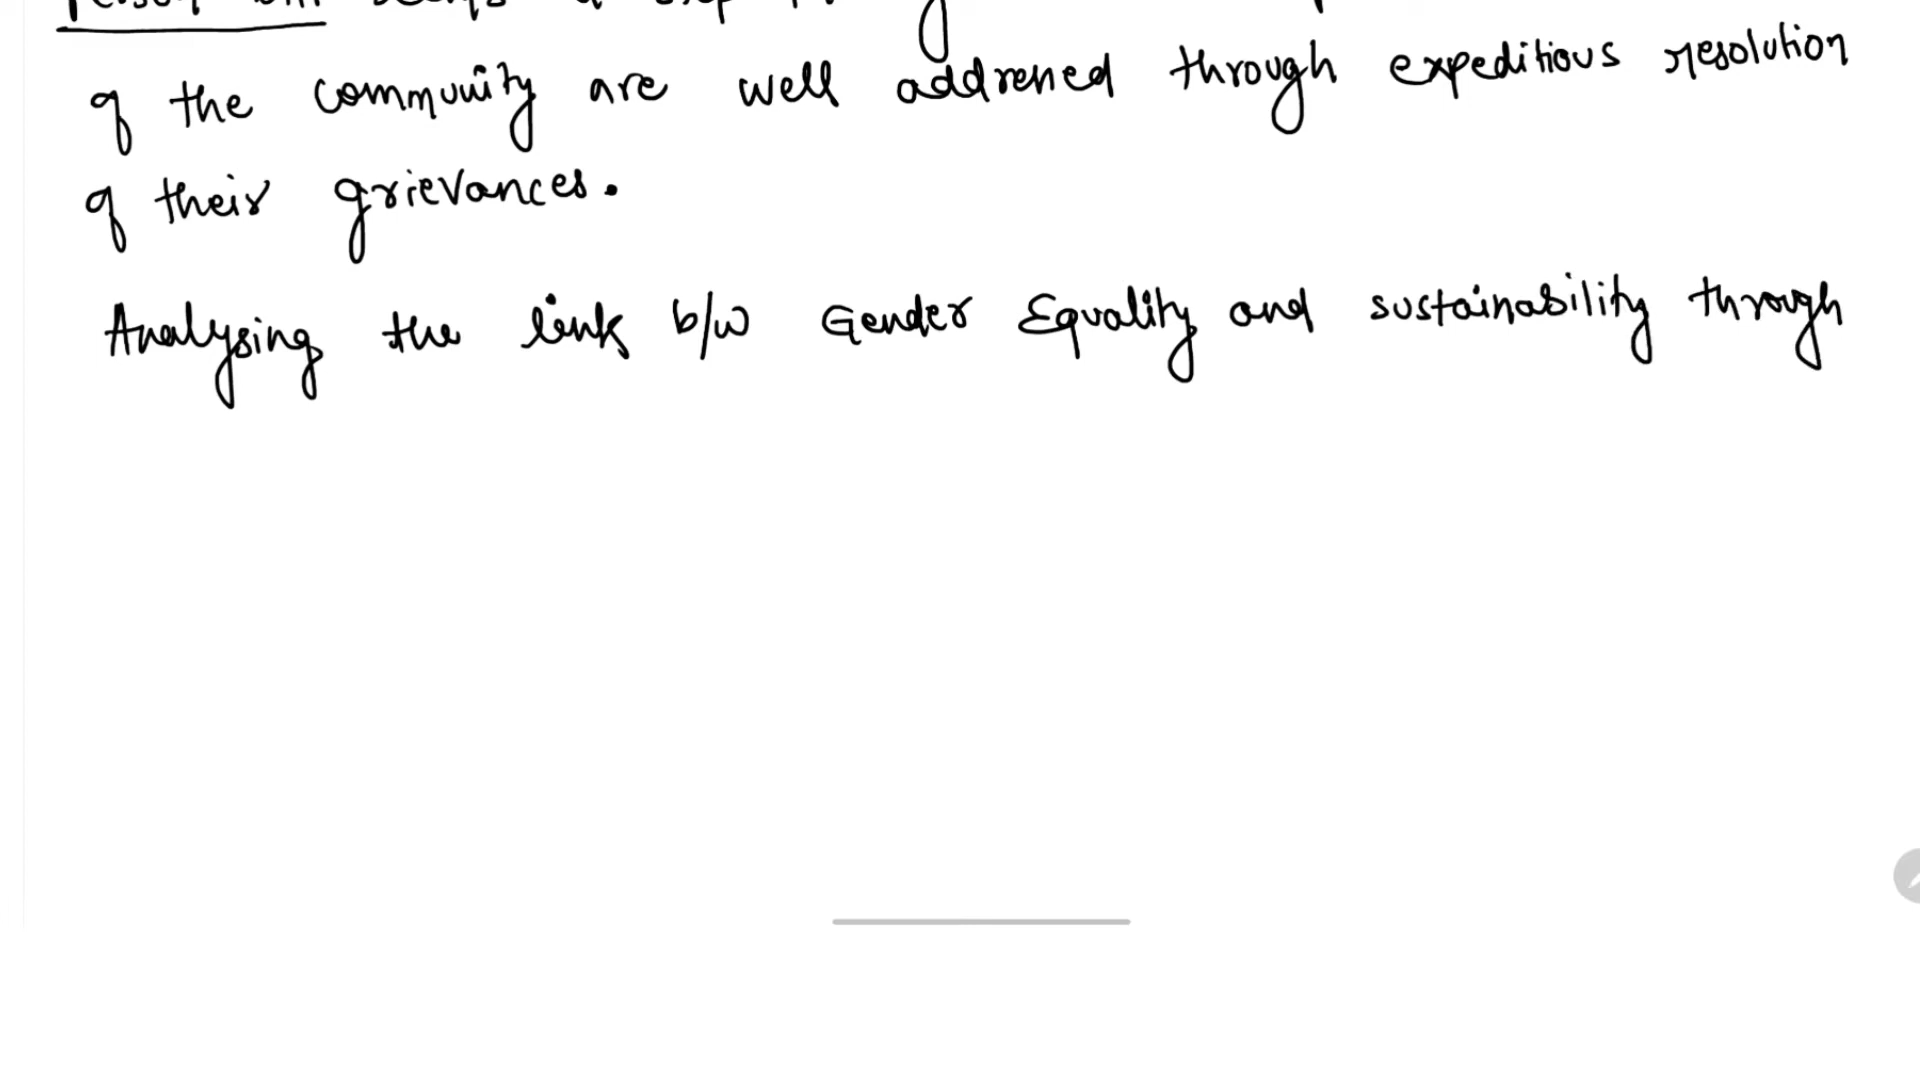 of the community are well addressed through expeditious resolution
of their grievances.
Analysing the link b/w Gender Equality and sustainability through